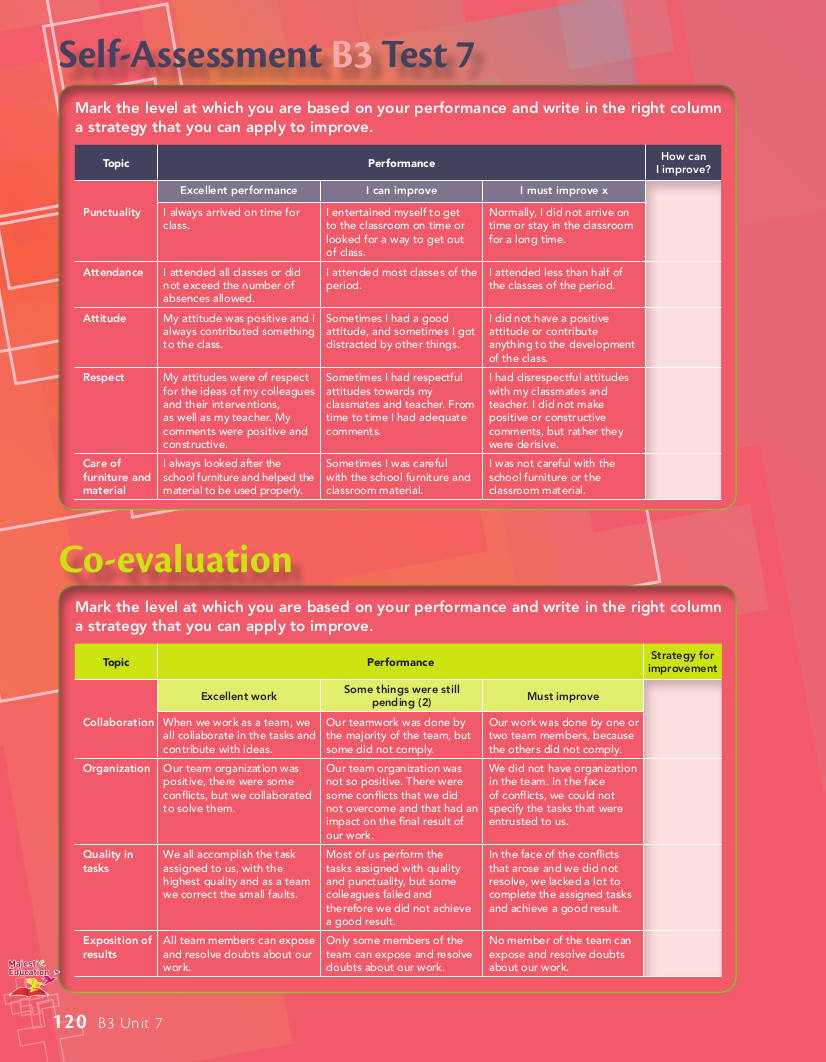 Self-Assessment B3 Test 7
Mark the level at which you are based on your performance and write in the right column
a strategy that you can apply to improve.
Topic
Performance
How can
I improve?
Excellent performance
I can improve
I must improve x
Punctuality
I always arrived on time for
class.
I entertained myself to get
to the classroom on time or
looked for a way to get out
of class.
Normally, I did not arrive on
time or stay in the classroom
for a long time.
Attendance
I attended all classes or did
not exceed the number of
absences allowed.
I attended most classes of the
period.
I attended less than half of
the classes of the period.
Attitude
My attitude was positive and I
always contributed something
to the class.
Sometimes I had a good
attitude, and sometimes I got
distracted by other things.
I did not have a positive
attitude or contribute
anything to the development
of the class.
Respect
My attitudes were of respect
for the ideas of my colleagues
and their interventions,
as well as my teacher. My
comments were positive and
constructive.
Sometimes I had respectful
attitudes towards my
classmates and teacher. From
time to time I had adequate
comments.
I had disrespectful attitudes
with my classmates and
teacher. I did not make
positive or constructive
comments, but rather they
were derisive.
Care of
furniture and
material
I always looked after the
school furniture and helped the
material to be used properly.
Sometimes I was careful
with the school furniture and
classroom material.
I was not careful with the
school furniture or the
classroom material.
Co-evaluation
Mark the level at which you are based on your performance and write in the right column
a strategy that you can apply to improve.
Topic
Performance
Strategy for
improvement
Excellent work
Some things were still
pending (2)
Must improve
Collaboration
When we work as a team, we
all collaborate in the tasks and
contribute with ideas.
Our teamwork was done by
the majority of the team, but
some did not comply.
Our work was done by one or
two team members, because
the others did not comply.
Organization
Our team organization was
positive, there were some
conflicts, but we collaborated
to solve them.
Our team organization was
not so positive. There were
some conflicts that we did
not overcome and that had an
impact on the final result of
our work.
We did not have organization
in the team. In the face
of conflicts, we could not
specify the tasks that were
entrusted to us.
Quality in
tasks
We all accomplish the task
assigned to us, with the
highest quality and as a team
we correct the small faults.
Most of us perform the
tasks assigned with quality
and punctuality, but some
colleagues failed and
therefore we did not achieve
a good result.
In the face of the conflicts
that arose and we did not
resolve, we lacked a lot to
complete the assigned tasks
and achieve a good result.
Exposition of
results
All team members can expose
and resolve doubts about our
work.
Only some members of the
team can expose and resolve
doubts about our work.
No member of the team can
expose and resolve doubts
about our work.
Majestic
Education
120 B3 Unit 7